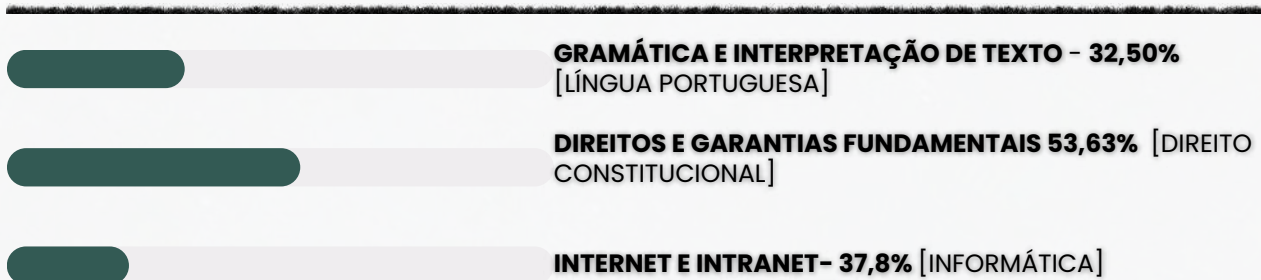 GRAMÁTICA E INTERPRETAÇÃO DE TEXTO - 32,50%
[LÍNGUA PORTUGUESA]
DIREITOS E GARANTIAS FUNDAMENTAIS 53,63% [DIREITO
CONSTITUCIONAL]
INTERNET E INTRANET- 37,8% [INFORMÁTICA]